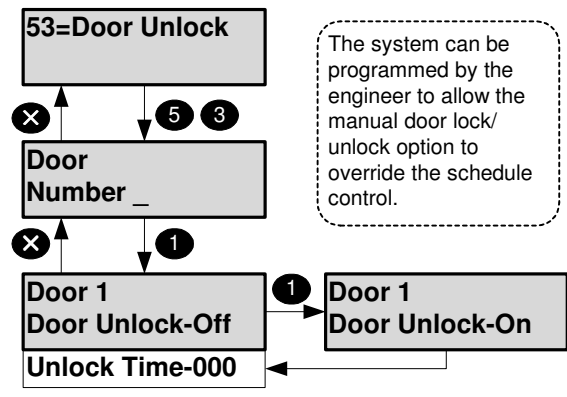 53=Door Unlock
The system can be
programmed by the
engineer to allow the
manual door lock/
unlock option to
override the schedule
control.
5 3
Door
Number _
1
Door 1
Door Unlock-Off
1
Door 1
Door Unlock-On
Unlock Time-000